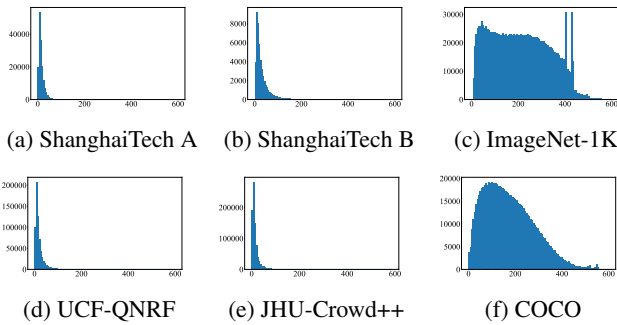 40000
20000
0
0 200 400 600
(a) ShanghaiTech A
8000
6000
4000
2000
0
0 200 400 600
(b) ShanghaiTech B
30000
20000
10000
0
0 200 400 600
(c) ImageNet-1K
200000
150000
100000
50000
0
0 200 400 600
(d) UCF-QNRF
200000
100000
0
0 200 400 600
(e) JHU-Crowd++
15000
10000
5000
0
0 200 400 600
(f) COCO